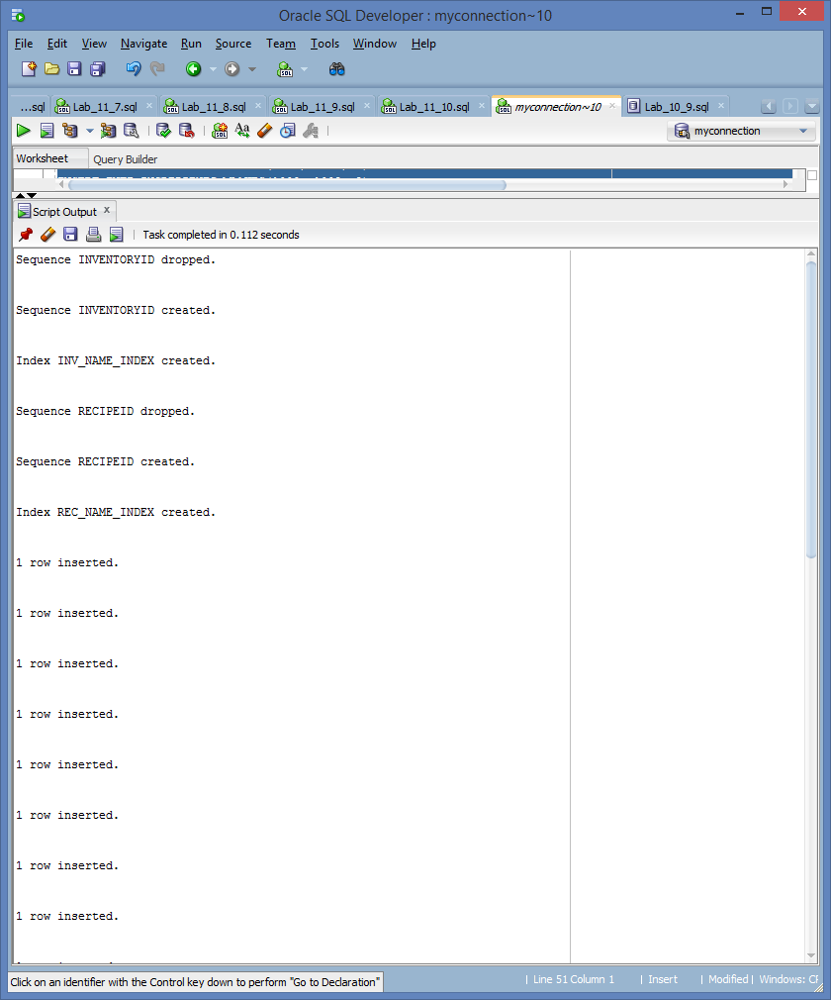 Oracle SQL Developer : myconnection~10
File Edit View Navigate Run Source Team Tools Window Help
...sql Lab_11_7.sql Lab_11_8.sql Lab_11_9.sql Lab_11_10.sql myconnection~10 Lab_10_9.sql
myconnection
Worksheet Query Builder
Script Output
Task completed in 0.112 seconds
Sequence INVENTORYID dropped.
Sequence INVENTORYID created.
Index INV_NAME_INDEX created.
Sequence RECIPEID dropped.
Sequence RECIPEID created.
Index REC_NAME_INDEX created.
1 row inserted.
1 row inserted.
1 row inserted.
1 row inserted.
1 row inserted.
1 row inserted.
1 row inserted.
1 row inserted.
Click on an identifier with the Control key down to perform "Go to Declaration" | Line 51 Column 1 | Insert | Modified | Windows: